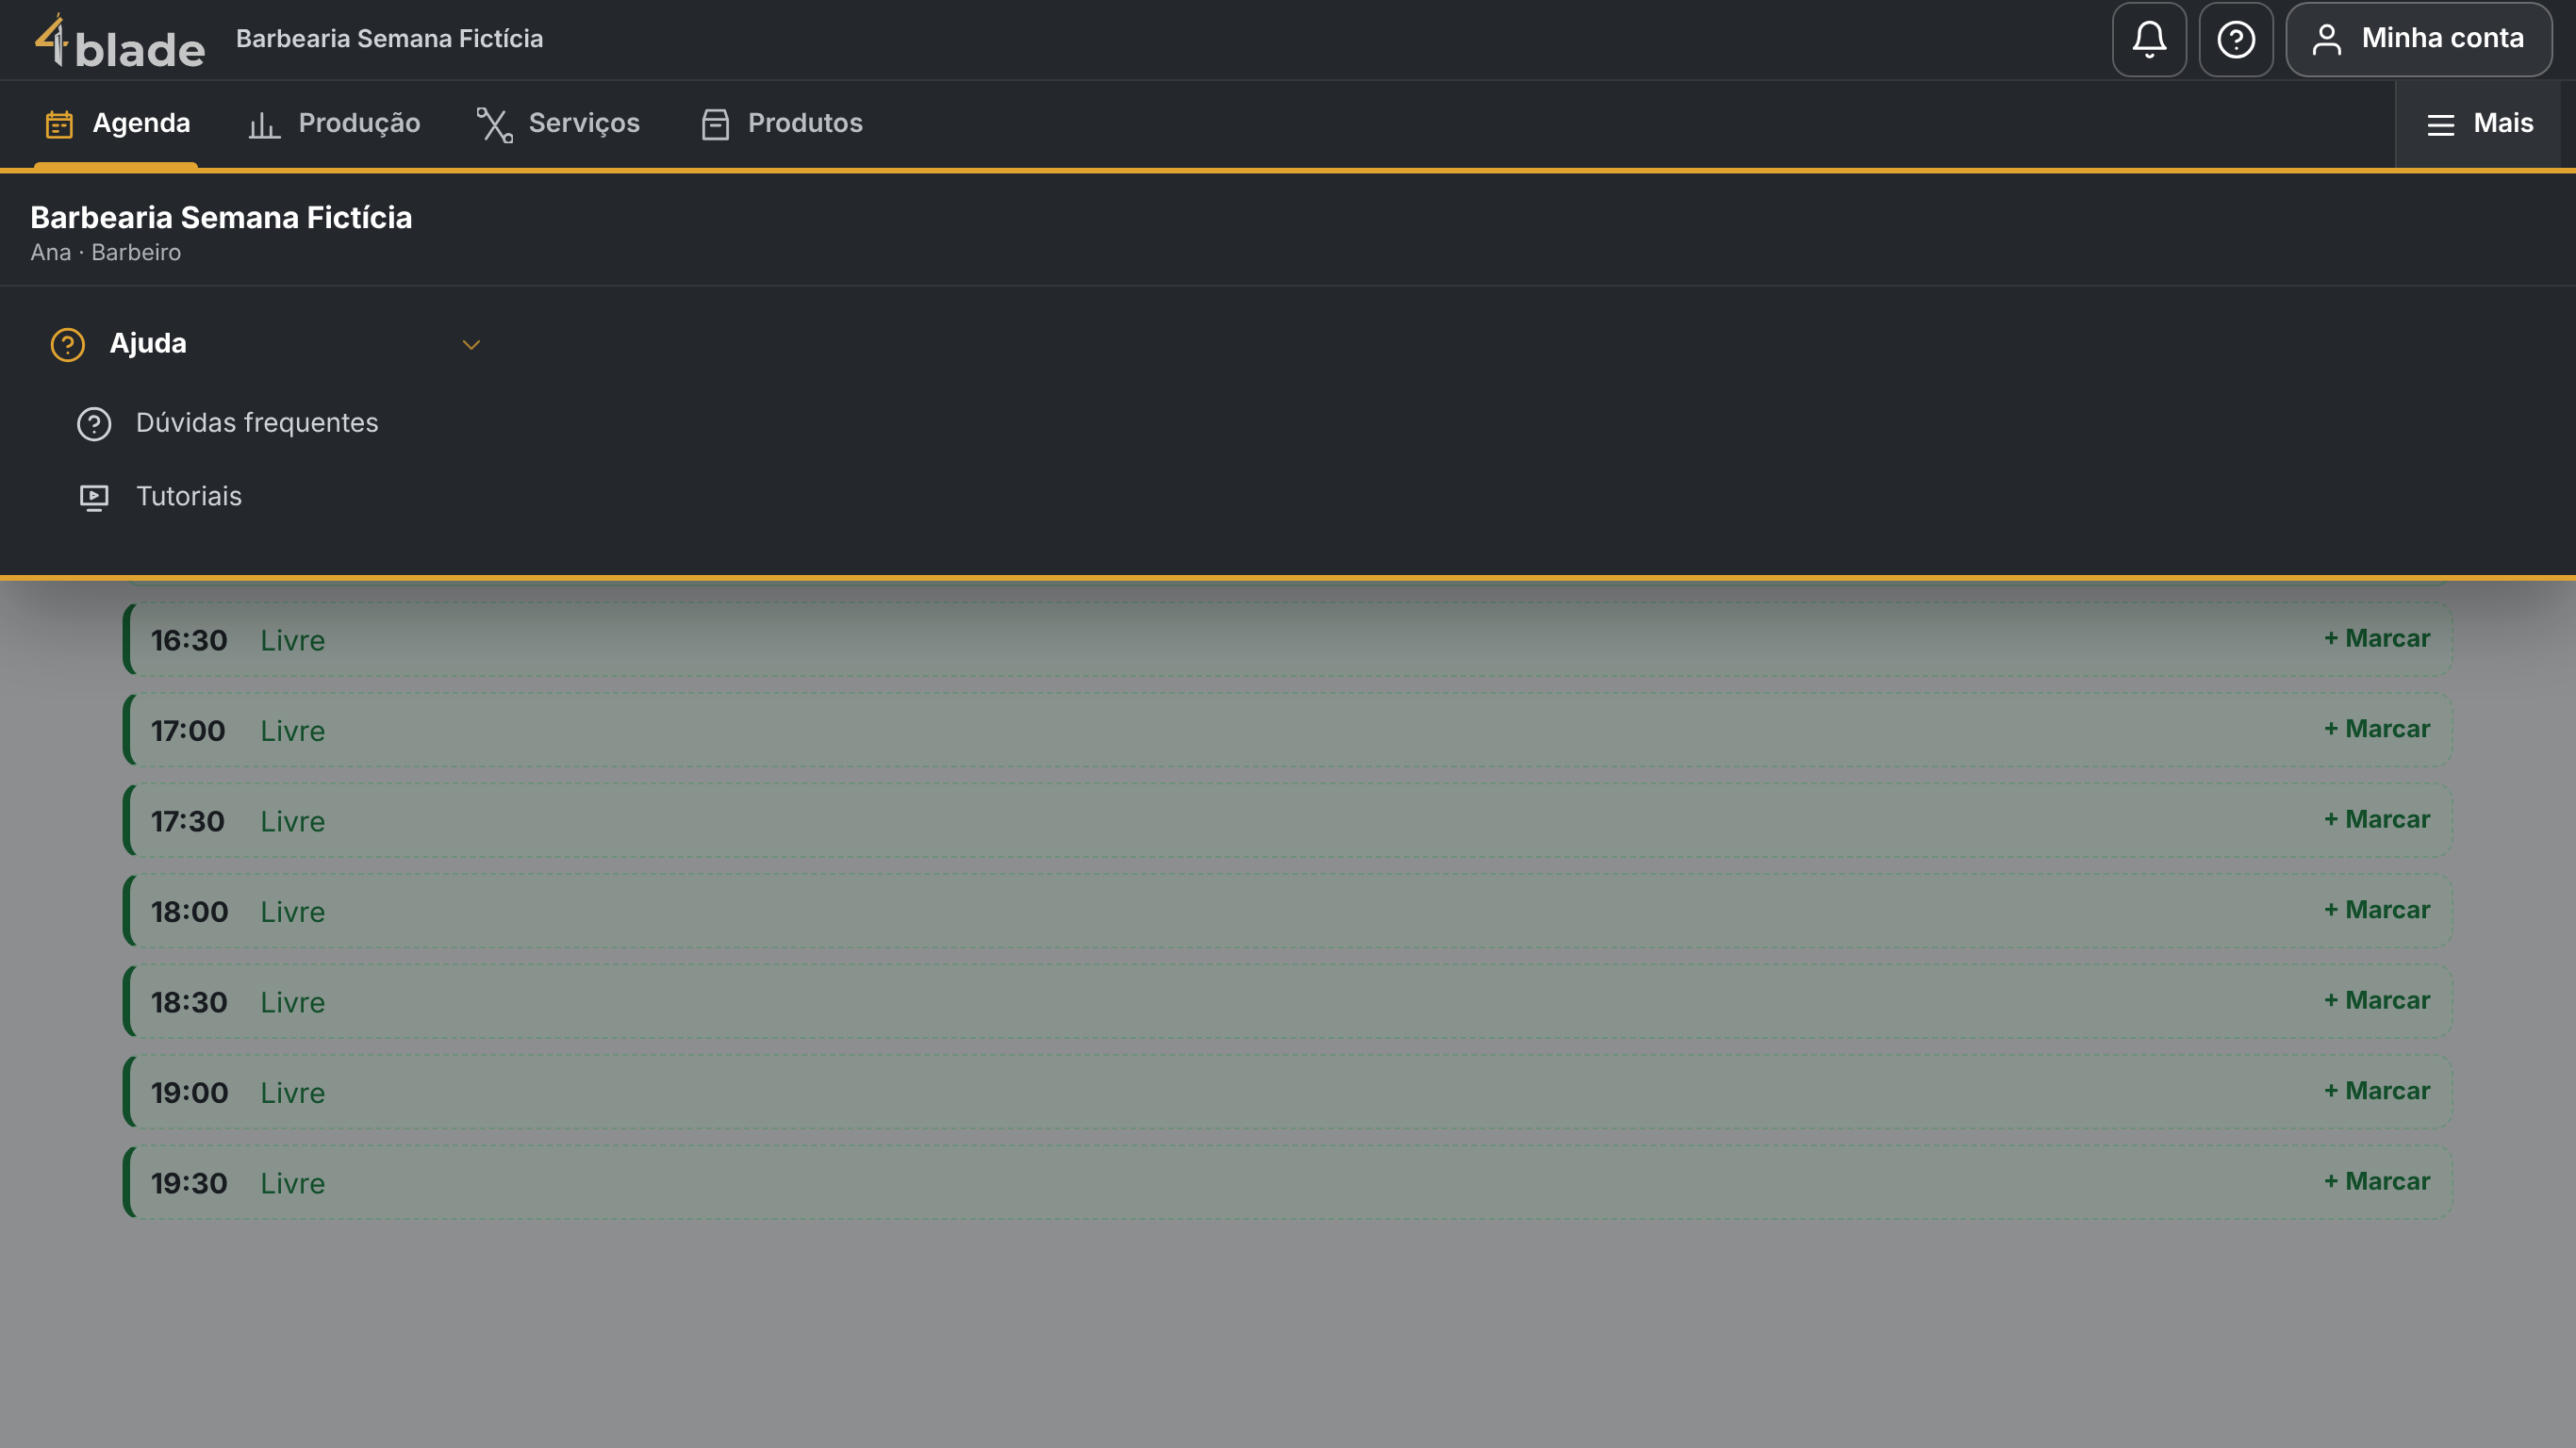 4blade
Barbearia Semana Fictícia
Minha conta
Agenda
Produção
Serviços
Produtos
Mais
Barbearia Semana Fictícia
Ana · Barbeiro
Ajuda
Dúvidas frequentes
Tutoriais
16:30 Livre + Marcar
17:00 Livre + Marcar
17:30 Livre + Marcar
18:00 Livre + Marcar
18:30 Livre + Marcar
19:00 Livre + Marcar
19:30 Livre + Marcar